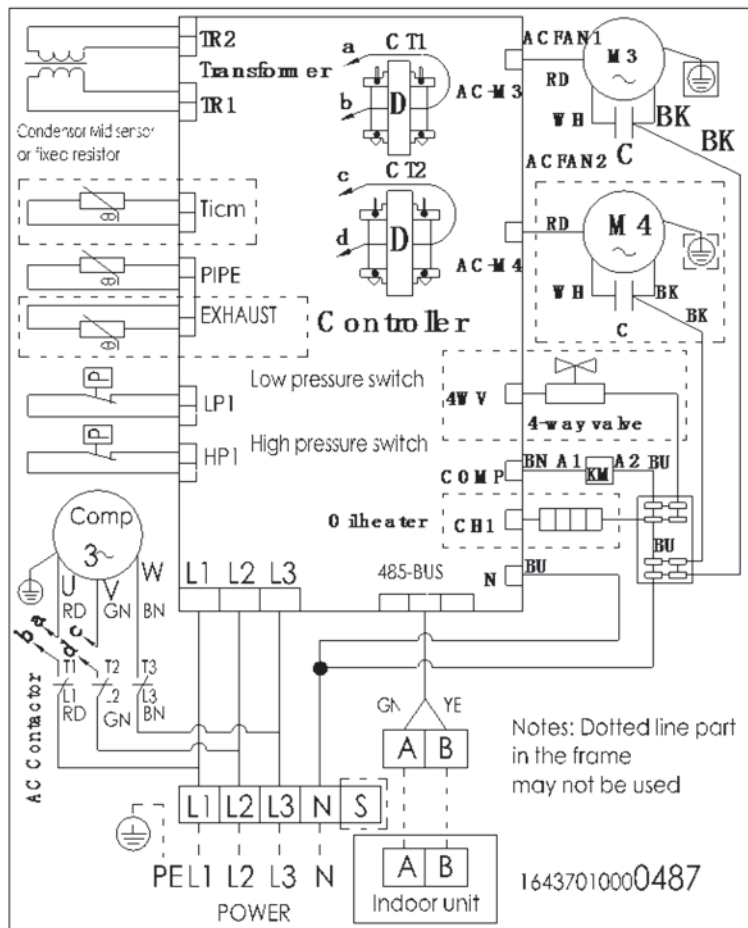 TR2
Transformer
TR1
Condensor Mid sensor
or fixed resistor
Ticm
PIPE
EXHAUST
Controller
Low pressure switch
LP1
High pressure switch
HP1
P
P
θ
θ
θ
a
CT1
b
D
c
CT2
d
D
AC-M3
AC-M4
ACFAN1
M3
~
RD
WH
BK
C
BK
ACFAN2
M4
~
RD
WH
BK
C
BK
4WV
4-way valve
COMP
BN
A1
KM
A2
BU
Oilheater
CH1
BU
N
BU
Comp
3~
U
V
W
RD
GN
BN
a
b
c
d
T1
T2
T3
L1
L2
L3
RD
GN
BN
AC Contactor
L1
L2
L3
485-BUS
GN
YE
A
B
Notes: Dotted line part
in the frame
may not be used
L1
L2
L3
N
S
PE
L1
L2
L3
N
POWER
A
B
Indoor unit
16437010000487